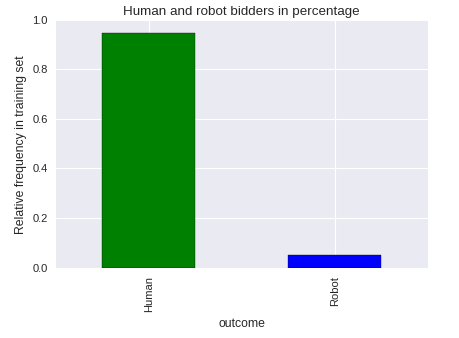 Human and robot bidders in percentage
Relative frequency in training set
1.0
0.8
0.6
0.4
0.2
0.0
Human
Robot
outcome